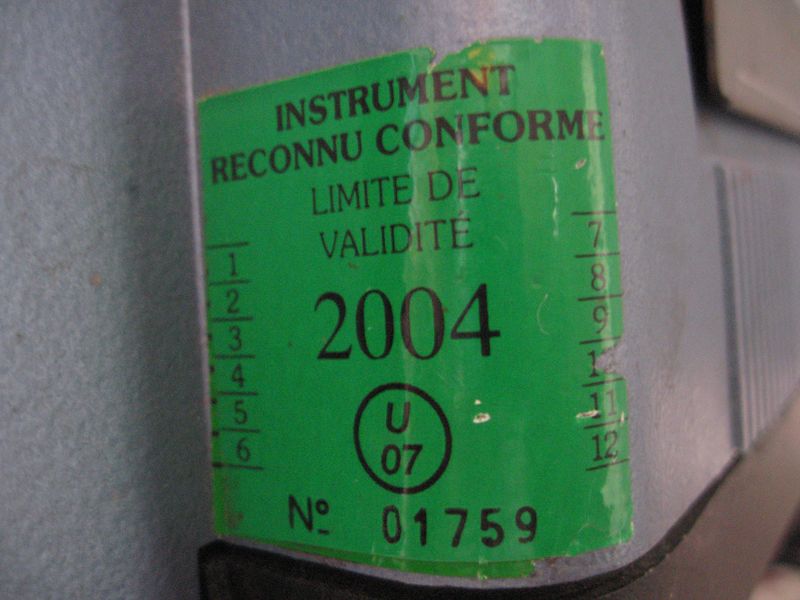 INSTRUMENT
RECONNU CONFORME
LIMITE DE
VALIDITÉ
1
2
3
4
5
6
7
8
9
11
12
2004
U
07
Nº 01759